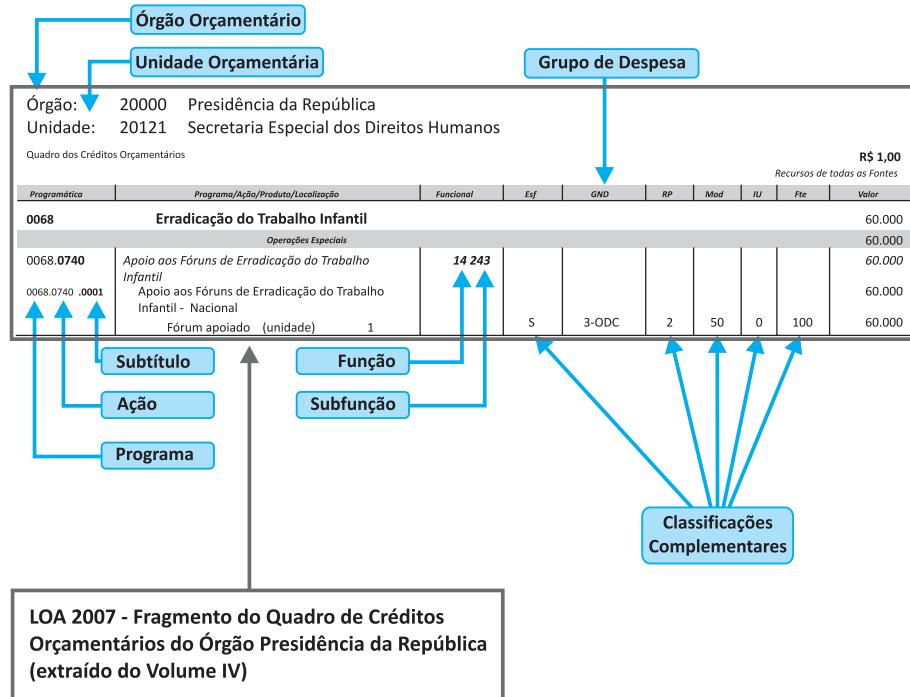 Órgão Orçamentário
Unidade Orçamentária
Grupo de Despesa
Órgão: 20000 Presidência da República
Unidade: 20121 Secretaria Especial dos Direitos Humanos
Quadro dos Créditos Orçamentários
R$ 1,00
Recursos de todas as Fontes
Programática Programa/Ação/Produto/Localização Funcional Esf GND RP Mod IU Fte Valor
0068 Erradicação do Trabalho Infantil 60.000
Operações Especiais 60.000
0068.0740 Apoio aos Fóruns de Erradicação do Trabalho 14 243 60.000
Infantil
0068.0740 .0001 Apoio aos Fóruns de Erradicação do Trabalho 60.000
Infantil - Nacional
Fórum apoiado (unidade) 1 S 3-ODC 2 50 0 100 60.000
Subtítulo
Função
Ação
Subfunção
Programa
Classificações
Complementares
LOA 2007 - Fragmento do Quadro de Créditos
Orçamentários do Órgão Presidência da República
(extraído do Volume IV)